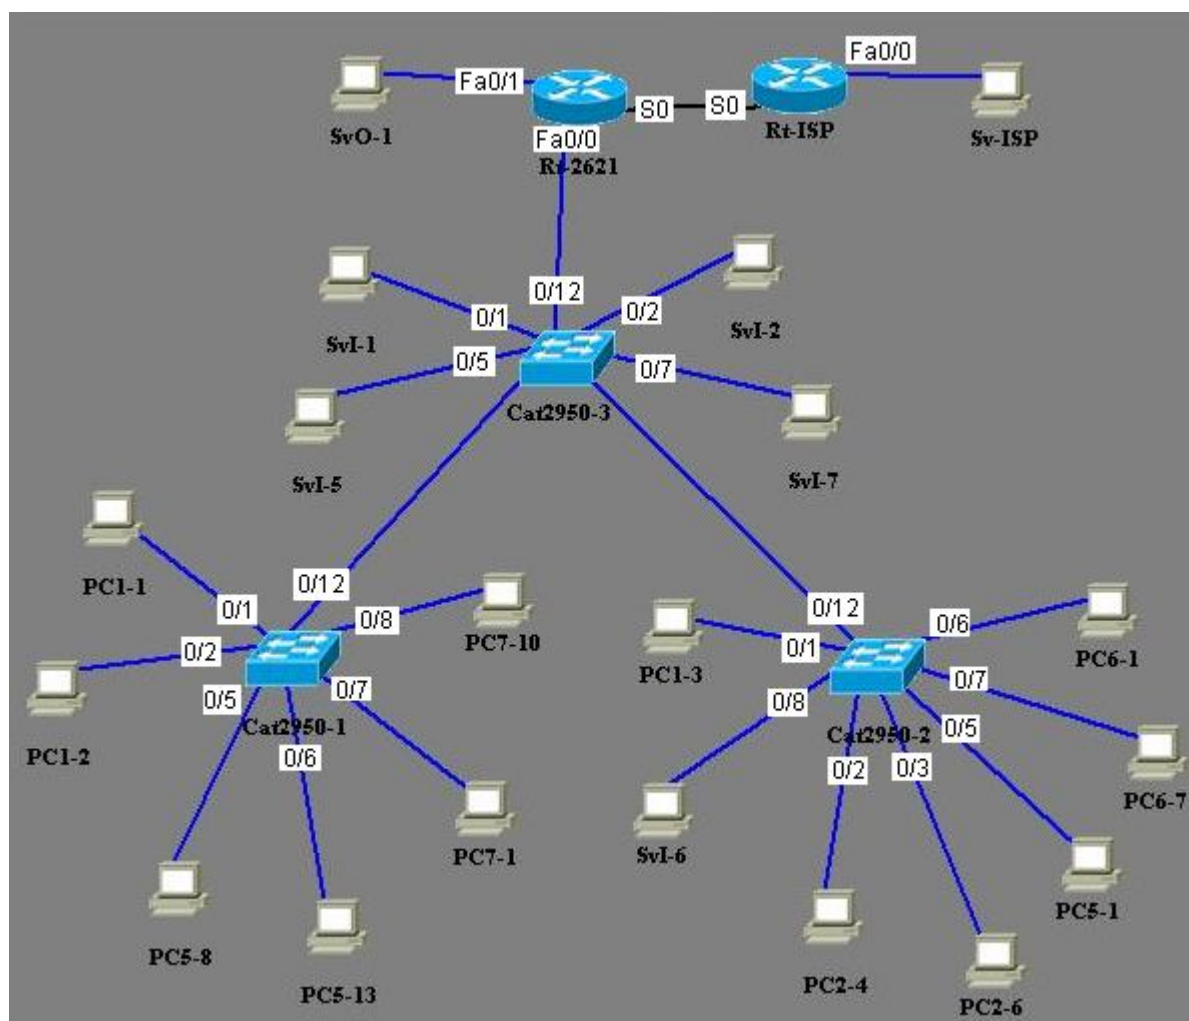 Fa0/0
Fa0/1
S0
S0
SvO-1
Rt-ISP
Sv-ISP
Fa0/0
Rt-2621
0/12
0/1
0/2
SvI-1
SvI-2
0/5
0/7
Cat2950-3
SvI-5
SvI-7
PC1-1
0/12
0/1
0/8
PC7-10
0/2
0/5
0/7
PC1-2
Cat2950-1
0/6
PC7-1
PC5-8
PC5-13
0/12
0/6
0/1
PC1-3
PC6-1
0/7
0/8
0/5
Cat2950-2
0/2
0/3
PC6-7
SvI-6
PC5-1
PC2-4
PC2-6